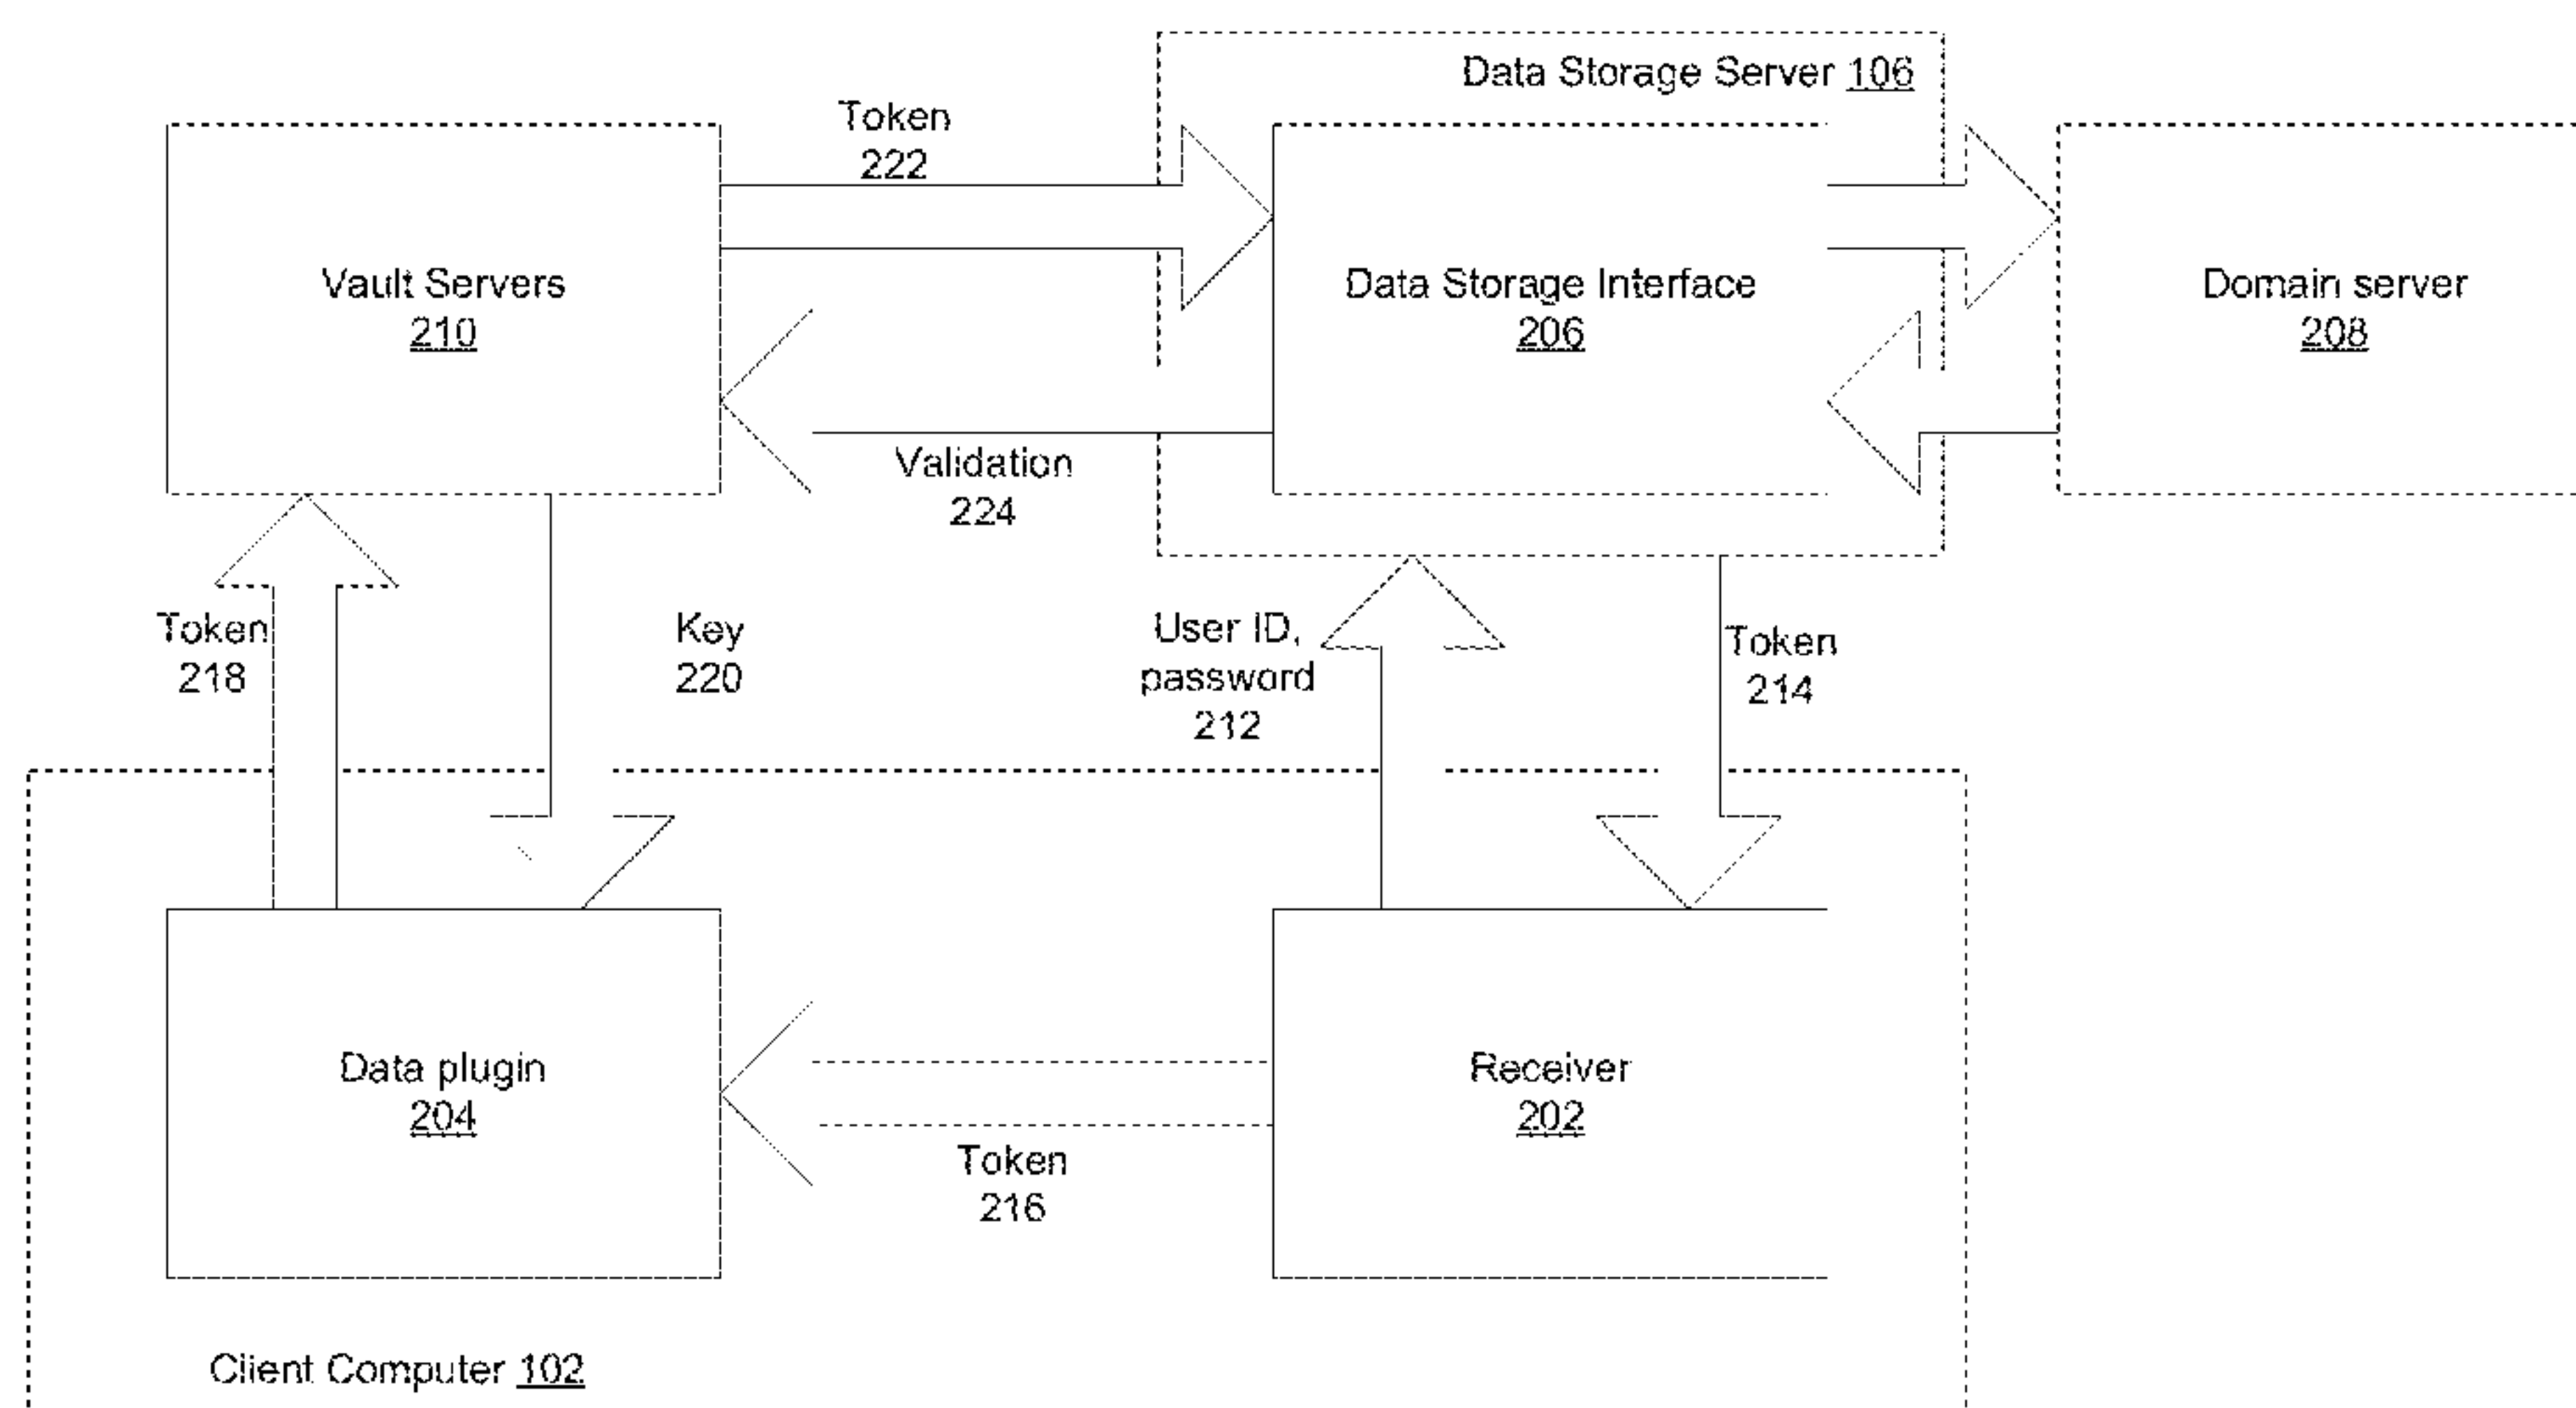 Data Storage Server 106
Token
222
Vault Servers
210
Data Storage Interface
206
Domain server
208
Validation
224
Token
218
Key
220
User ID,
password
212
Token
214
Data plugin
204
Receiver
202
Token
216
Client Computer 102